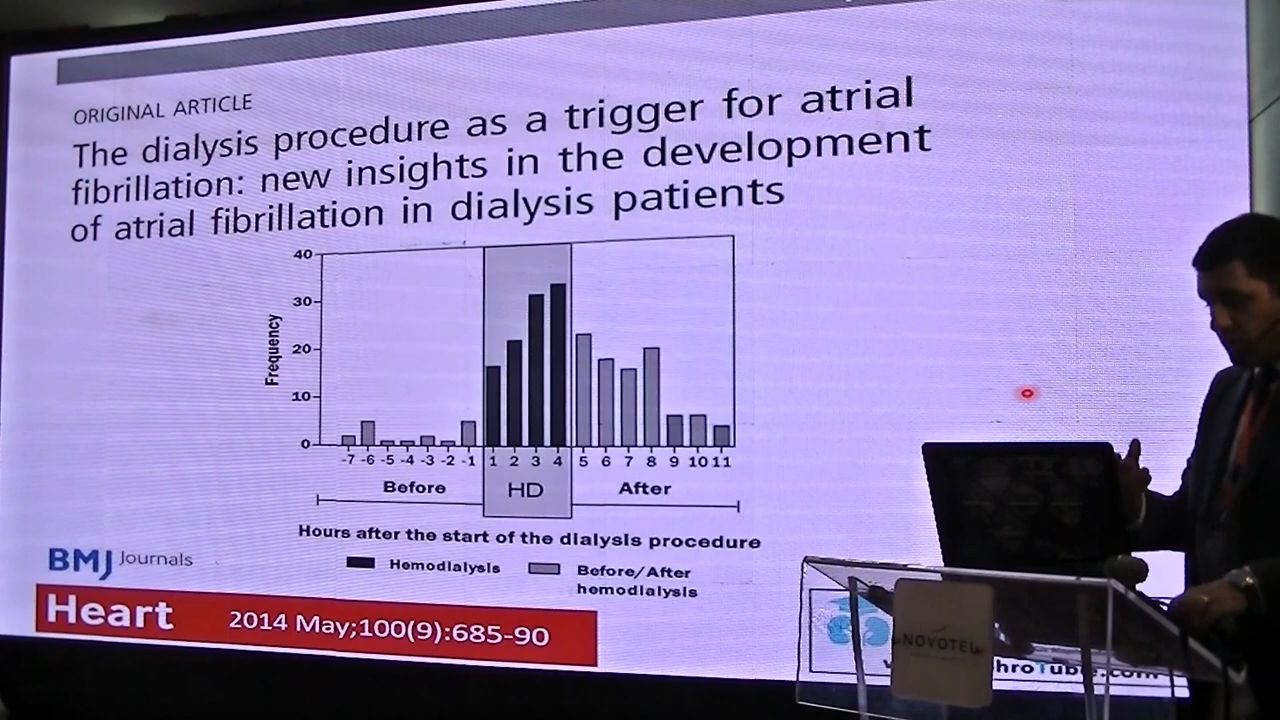 ORIGINAL ARTICLE
The dialysis procedure as a trigger for atrial
fibrillation: new insights in the development
of atrial fibrillation in dialysis patients
40
30
20
10
0
Frequency
-7 -6 -5 -4 -3 -2 -1 1 2 3 4 5 6 7 8 9 10 11
Before HD After
Hours after the start of the dialysis procedure
Hemodialysis
Before/After
hemodialysis
BMJ Journals
Heart 2014 May;100(9):685-90
NOVOTEL